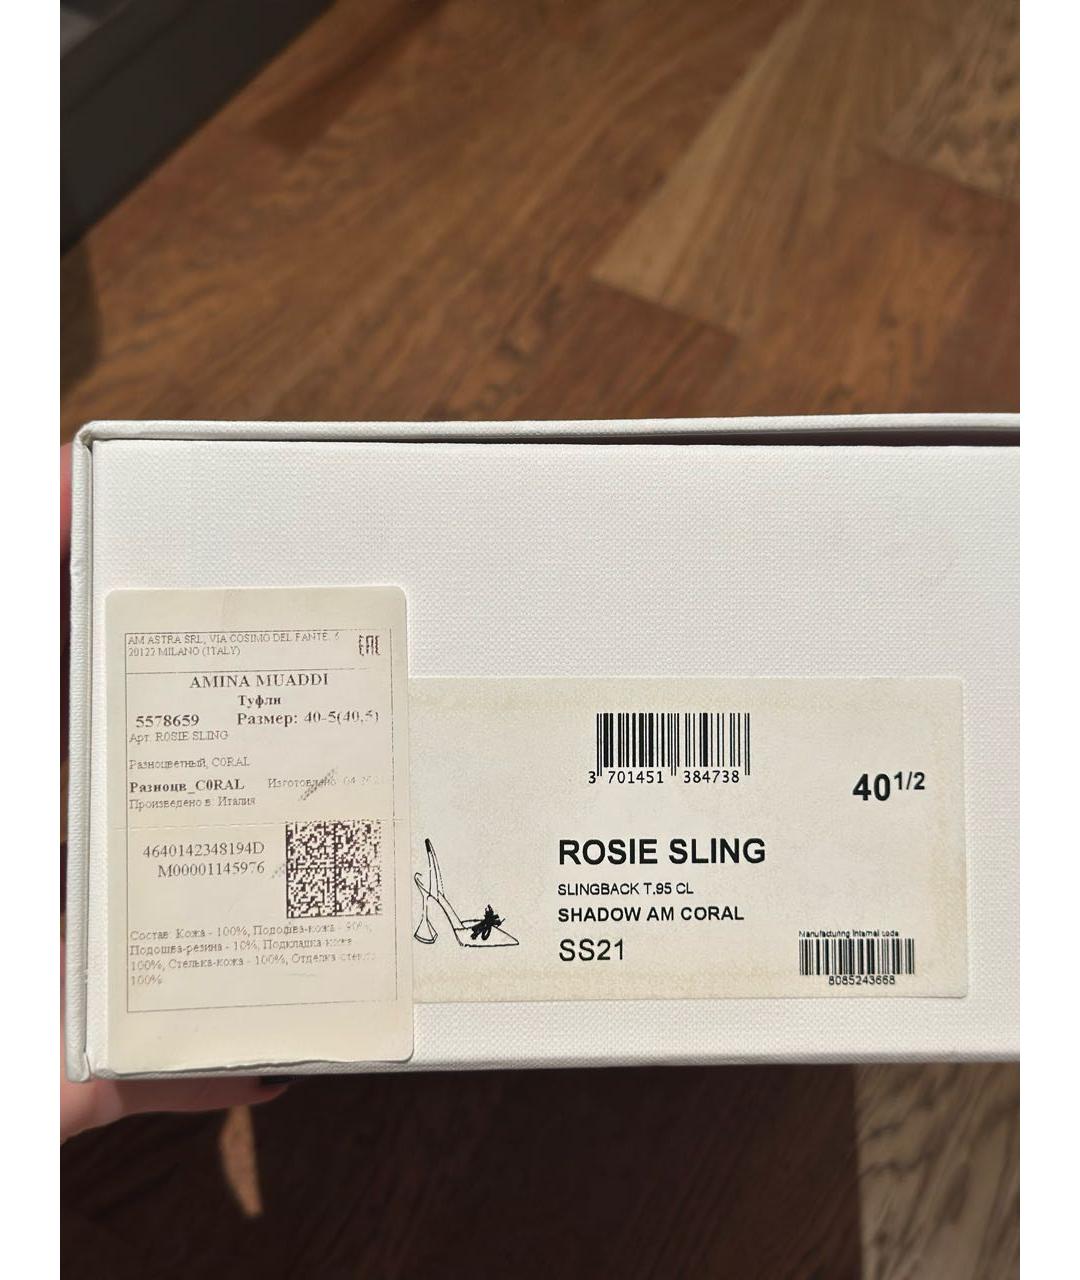 AM ASTRA SRL, VIA COSIMO DEL FANTE,
20122 MILANO (ITALY)
EAC
AMINA MUADDI
Туфли
5578659 Размер: 40-5(40,5)
Арт. ROSIE SLING
Разноцветный, CORAL
Разноцв_CORAL Изготовлено 04
Произведено в: Италия
4640142348194D
M00001145976
Состав: Кожа - 100%, Подошва-кожа - 90%,
Подошва-резина - 10%, Подкладка-кожа
100%, Стелька-кожа - 100%, Отделка
100%
3 701451 384738
40 1/2
ROSIE SLING
SLINGBACK T.95 CL
SHADOW AM CORAL
SS21
Manufacturing internal code
8085243668